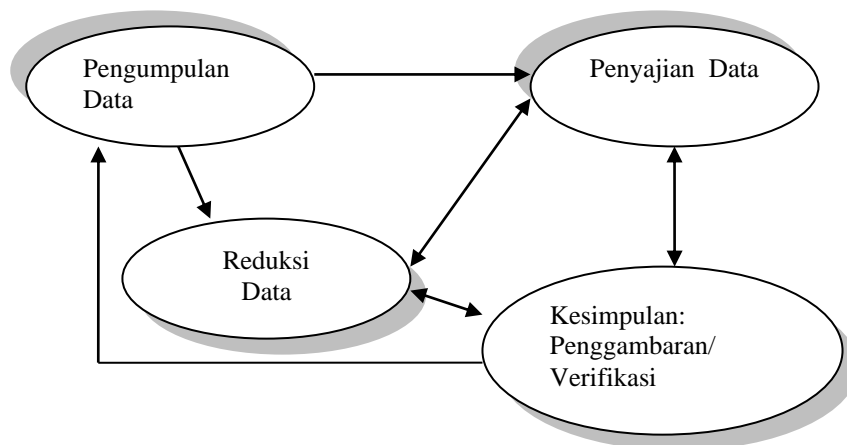 Pengumpulan
Data
Penyajian Data
Reduksi
Data
Kesimpulan:
Penggambaran/
Verifikasi